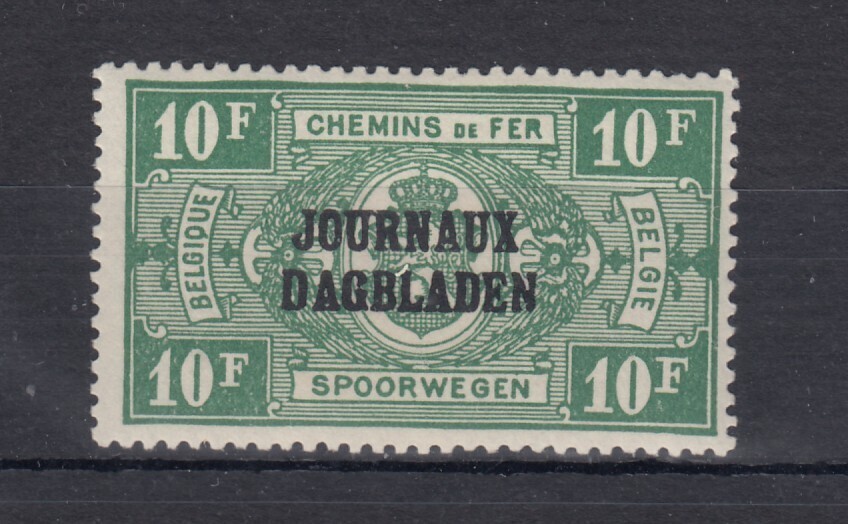 10F
CHEMINS DE FER
10F
BELGIQUE
JOURNAUX
DAGBLADEN
BELGIE
10F
SPOORWEGEN
10F